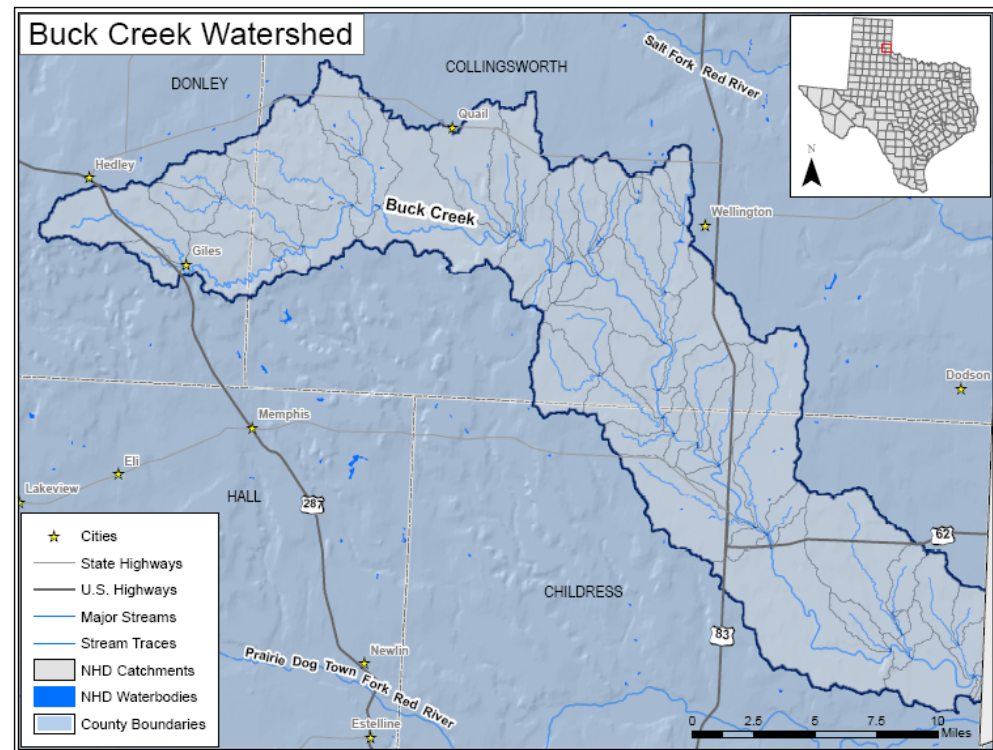 Buck Creek Watershed
DONLEY
COLLINGSWORTH
Salt Fork Red River
N
Quail
Hedley
Buck Creek
Wellington
Giles
Dodson
Memphis
Eli
Lakeview
HALL
287
62
CHILDRESS
83
Newlin
Prairie Dog Town Fork Red River
Estelline
Cities
State Highways
U.S. Highways
Major Streams
Stream Traces
NHD Catchments
NHD Waterbodies
County Boundaries
0 2.5 5 7.5 10
Miles